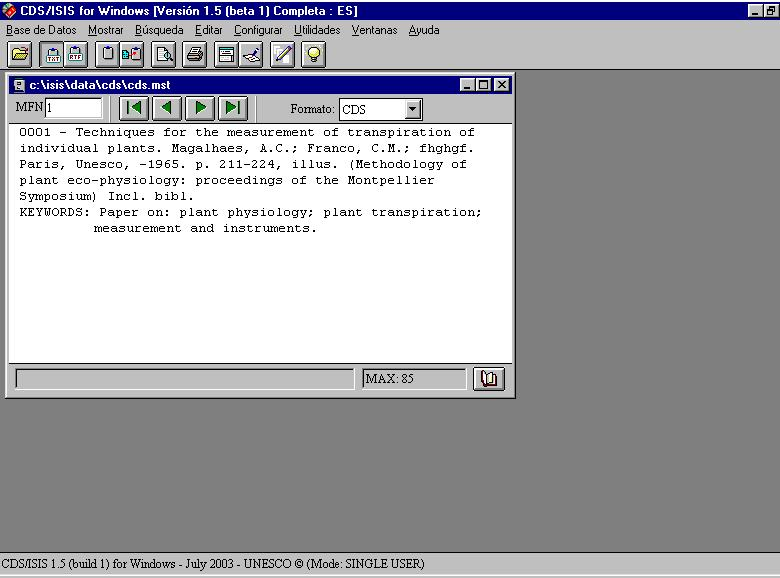 CDS/ISIS for Windows [Versión 1.5 (beta 1) Completa : ES]
Base de Datos Mostrar Búsqueda Editar Configurar Utilidades Ventanas Ayuda
TXT RTF
c:\isis\data\cds\cds.mst
MFN 1 Formato: CDS
0001 - Techniques for the measurement of transpiration of
individual plants. Magalhaes, A.C.; Franco, C.M.; fhghgf.
Paris, Unesco, -1965. p. 211-224, illus. (Methodology of
plant eco-physiology: proceedings of the Montpellier
Symposium) Incl. bibl.
KEYWORDS: Paper on: plant physiology; plant transpiration;
measurement and instruments.
MAX: 85
CDS/ISIS 1.5 (build 1) for Windows - July 2003 - UNESCO © (Mode: SINGLE USER)